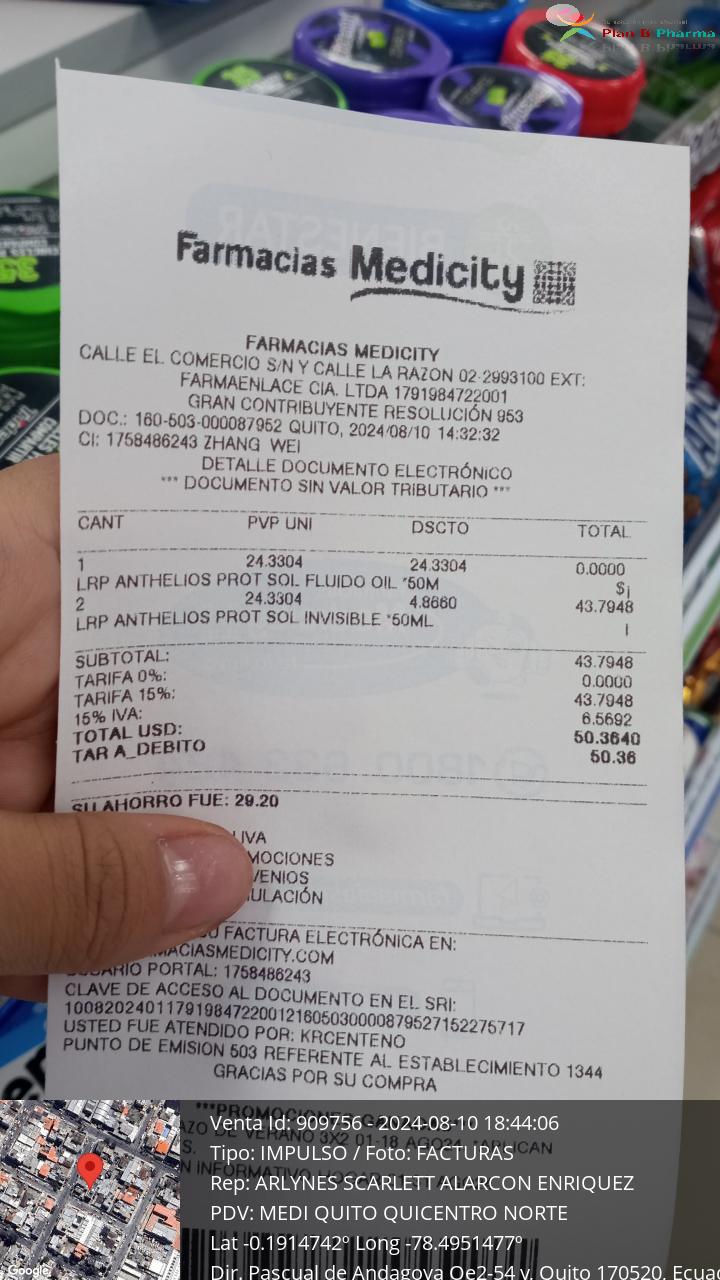 Plan B Pharma
Farmacias Medicity
FARMACIAS MEDICITY
CALLE EL COMERCIO S/N Y CALLE LA RAZON 02-2993100 EXT:
FARMAENLACE CIA. LTDA 1791984722001
GRAN CONTRIBUYENTE RESOLUCIÓN 953
DOC.: 160-503-000087952 QUITO, 2024/08/10 14:32:32
CI: 1758486243 ZHANG WEI
DETALLE DOCUMENTO ELECTRÓNICO
*** DOCUMENTO SIN VALOR TRIBUTARIO ***
CANT PVP UNI DSCTO TOTAL
1 24.3304 24.3304 0.0000
LRP ANTHELIOS PROT SOL FLUIDO OIL *50M $¡
2 24.3304 4.8660 43.7948
LRP ANTHELIOS PROT SOL INVISIBLE *50ML I
SUBTOTAL: 43.7948
TARIFA 0%: 0.0000
TARIFA 15%: 43.7948
15% IVA: 6.5692
TOTAL USD: 50.3640
TAR A_DEBITO 50.36
SU AHORRO FUE: 29.20
IVA
MOCIONES
VENIOS
ULACIÓN
U FACTURA ELECTRÓNICA EN:
MACIASMEDICITY.COM
USUARIO PORTAL: 1758486243
CLAVE DE ACCESO AL DOCUMENTO EN EL SRI:
1008202401179198472200121605030000879527152275717
USTED FUE ATENDIDO POR: KRCENTENO
PUNTO DE EMISION 503 REFERENTE AL ESTABLECIMIENTO 1344
GRACIAS POR SU COMPRA
Venta Id: 909756 - 2024-08-10 18:44:06
Tipo: IMPULSO / Foto: FACTURAS
Rep: ARLYNES SCARLETT ALARCON ENRIQUEZ
PDV: MEDI QUITO QUICENTRO NORTE
Lat -0.1914742° Long -78.4951477°
Dir. Pascual de Andagoya Oe2-54 y, Quito 170520, Ecua
Google